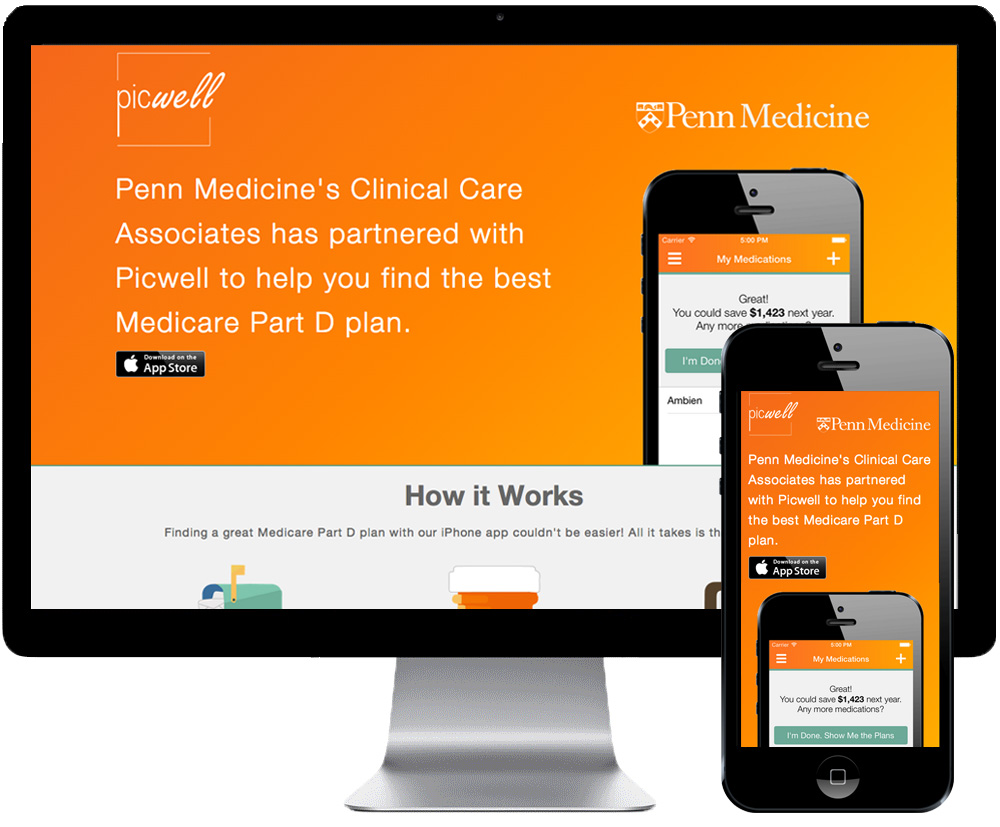 picwell
Penn Medicine
Penn Medicine's Clinical Care
Associates has partnered with
Picwell to help you find the best
Medicare Part D plan.
Download on the
App Store
Carrier
5:00 PM
My Medications
Great!
You could save $1,423 next year.
Any more
I'm Don
Ambien
How it Works
Finding a great Medicare Part D plan with our iPhone app couldn't be easier! All it takes is th
picwell
Penn Medicine
Penn Medicine's Clinical Care
Associates has partnered
with Picwell to help you find
the best Medicare Part D
plan.
Download on the
App Store
Carrier
5:00 PM
My Medications
Great!
You could save $1,423 next year.
Any more medications?
I'm Done. Show Me the Plans